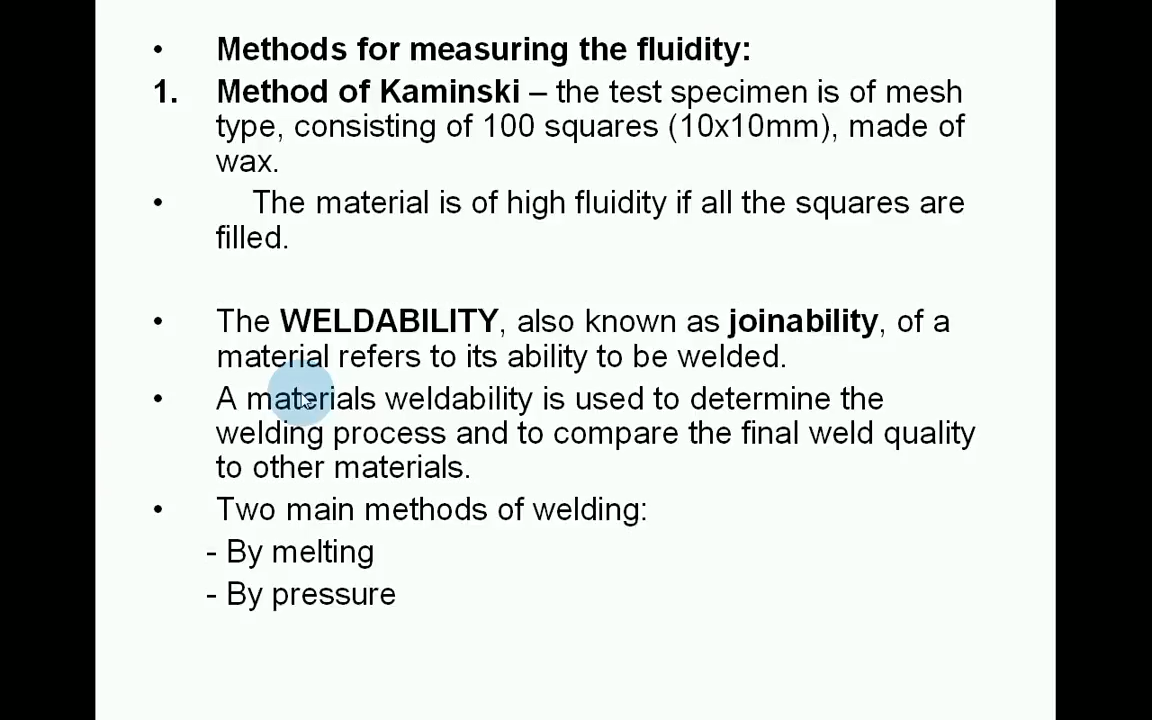 • Methods for measuring the fluidity:
1. Method of Kaminski – the test specimen is of mesh
type, consisting of 100 squares (10x10mm), made of
wax.
• The material is of high fluidity if all the squares are
filled.
• The WELDABILITY, also known as joinability, of a
material refers to its ability to be welded.
• A materials weldability is used to determine the
welding process and to compare the final weld quality
to other materials.
• Two main methods of welding:
- By melting
- By pressure